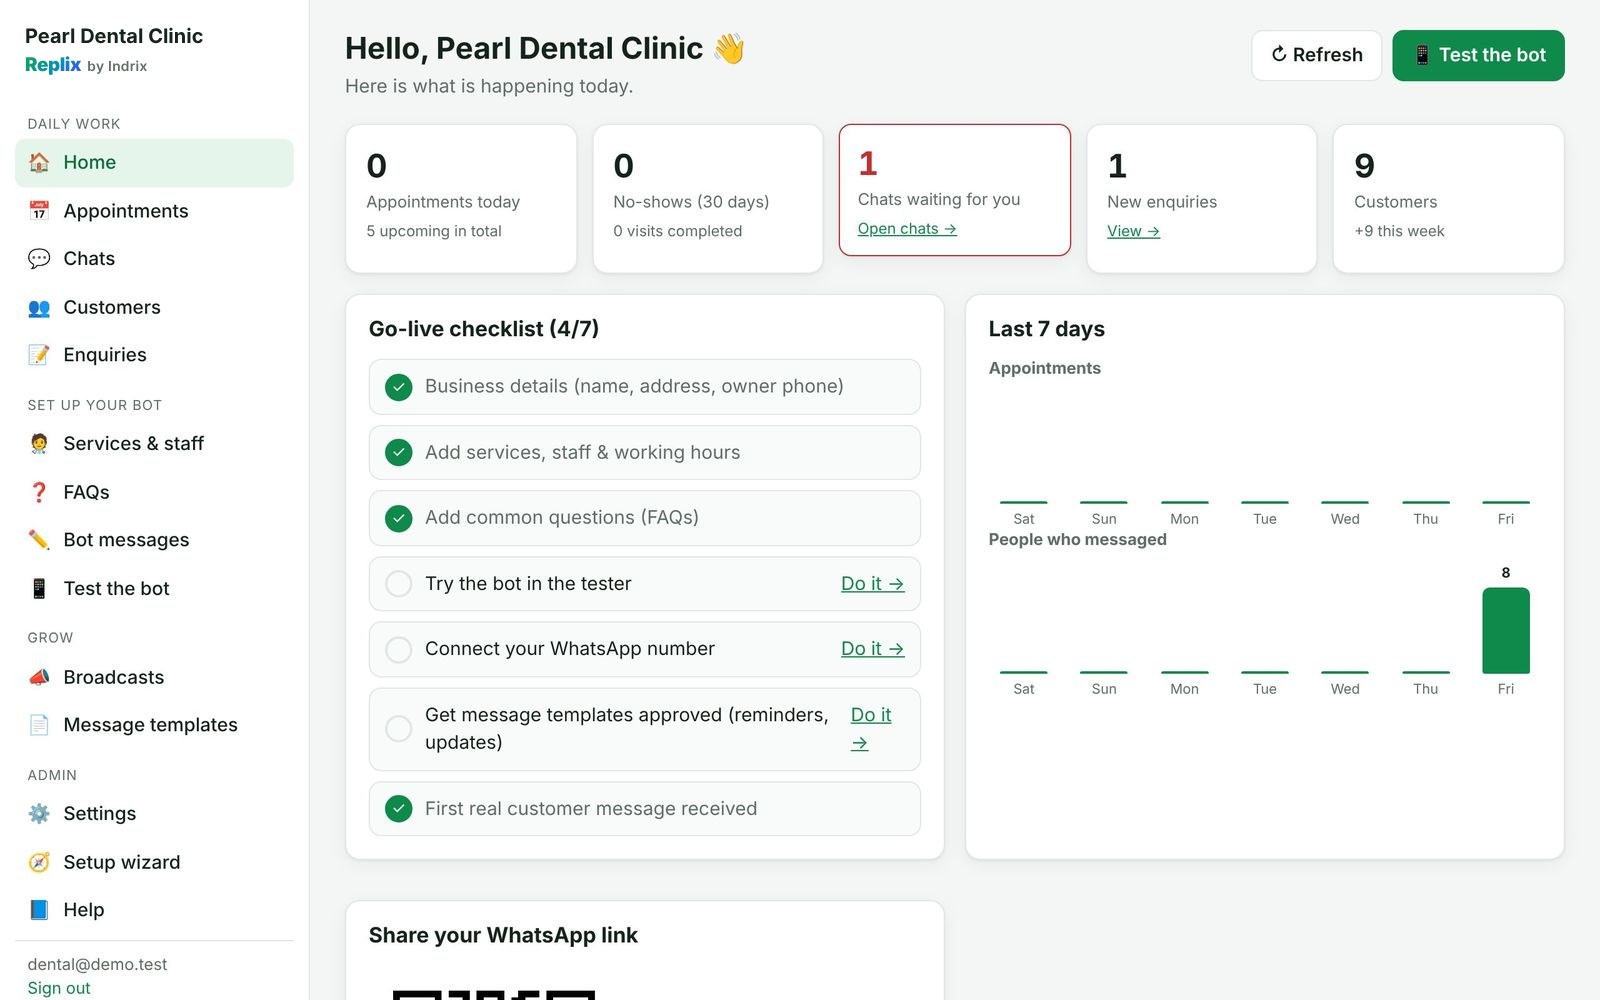 Pearl Dental Clinic
Replix by Indrix
DAILY WORK
Home
Appointments
Chats
Customers
Enquiries
SET UP YOUR BOT
Services & staff
FAQs
Bot messages
Test the bot
GROW
Broadcasts
Message templates
ADMIN
Settings
Setup wizard
Help
dental@demo.test
Sign out
Hello, Pearl Dental Clinic 👋
Here is what is happening today.
↻ Refresh
📱 Test the bot
0
Appointments today
5 upcoming in total
0
No-shows (30 days)
0 visits completed
1
Chats waiting for you
Open chats →
1
New enquiries
View →
9
Customers
+9 this week
Go-live checklist (4/7)
Business details (name, address, owner phone)
Add services, staff & working hours
Add common questions (FAQs)
Try the bot in the tester
Do it →
Connect your WhatsApp number
Do it →
Get message templates approved (reminders,
updates)
Do it
→
First real customer message received
Last 7 days
Appointments
Sat Sun Mon Tue Wed Thu Fri
People who messaged
8
Sat Sun Mon Tue Wed Thu Fri
Share your WhatsApp link